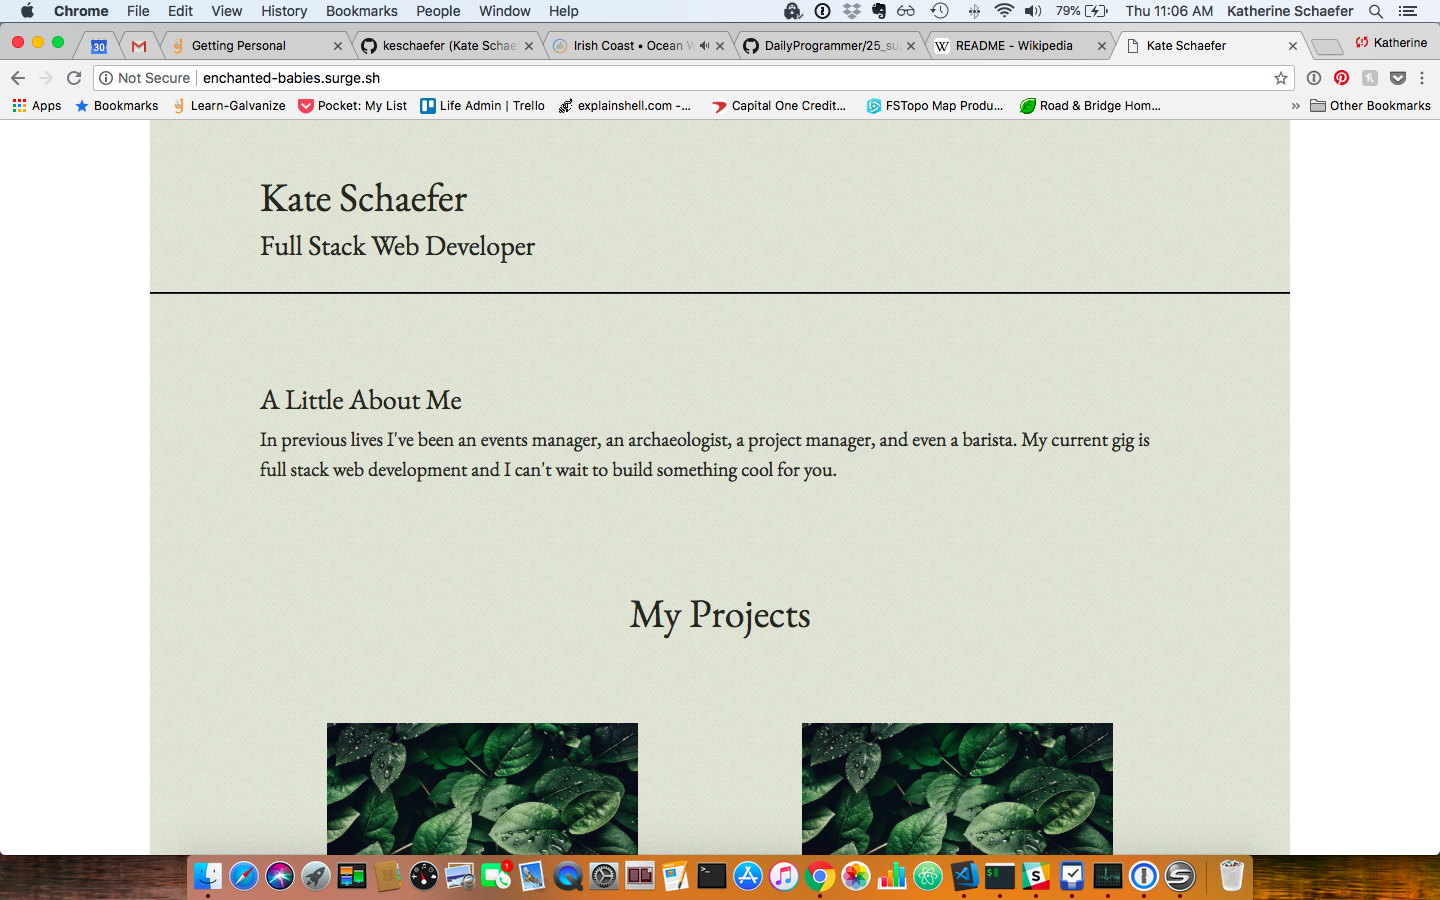 Chrome File Edit View History Bookmarks People Window Help 79% Thu 11:06 AM Katherine Schaefer
30 Getting Personal keschaefer (Kate Schae Irish Coast • Ocean DailyProgrammer/25_su W README - Wikipedia Kate Schaefer Katherine
Not Secure enchanted-babies.surge.sh
Apps Bookmarks Learn-Galvanize Pocket: My List Life Admin | Trello explainshell.com -... Capital One Credit... FSTopo Map Produ... Road & Bridge Hom... » Other Bookmarks
Kate Schaefer
Full Stack Web Developer
A Little About Me
In previous lives I've been an events manager, an archaeologist, a project manager, and even a barista. My current gig is
full stack web development and I can't wait to build something cool for you.
My Projects
1